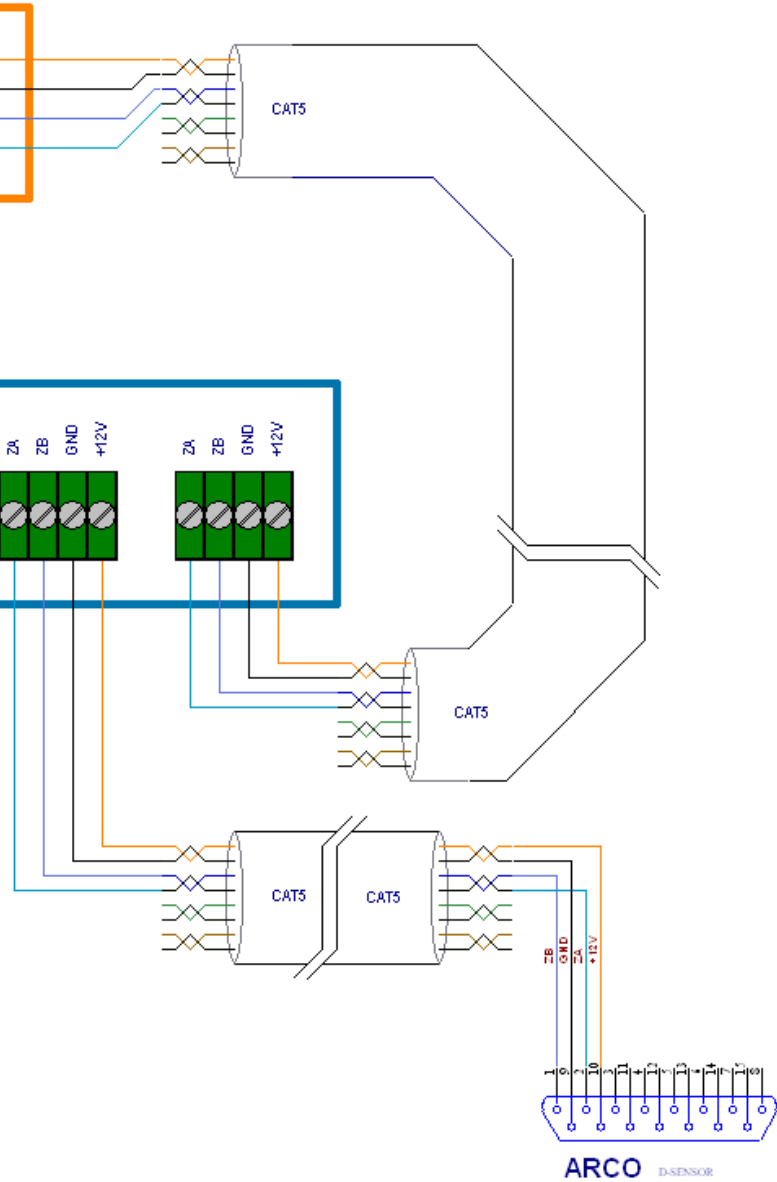 CAT5
ZA ZB GND +12V
ZA ZB GND +12V
CAT5
CAT5 CAT5
ZB GND ZA +12V
1 9 2 10 3 11 4 12 5 13 6 14 7 15 8
ARCO D-SENSOR